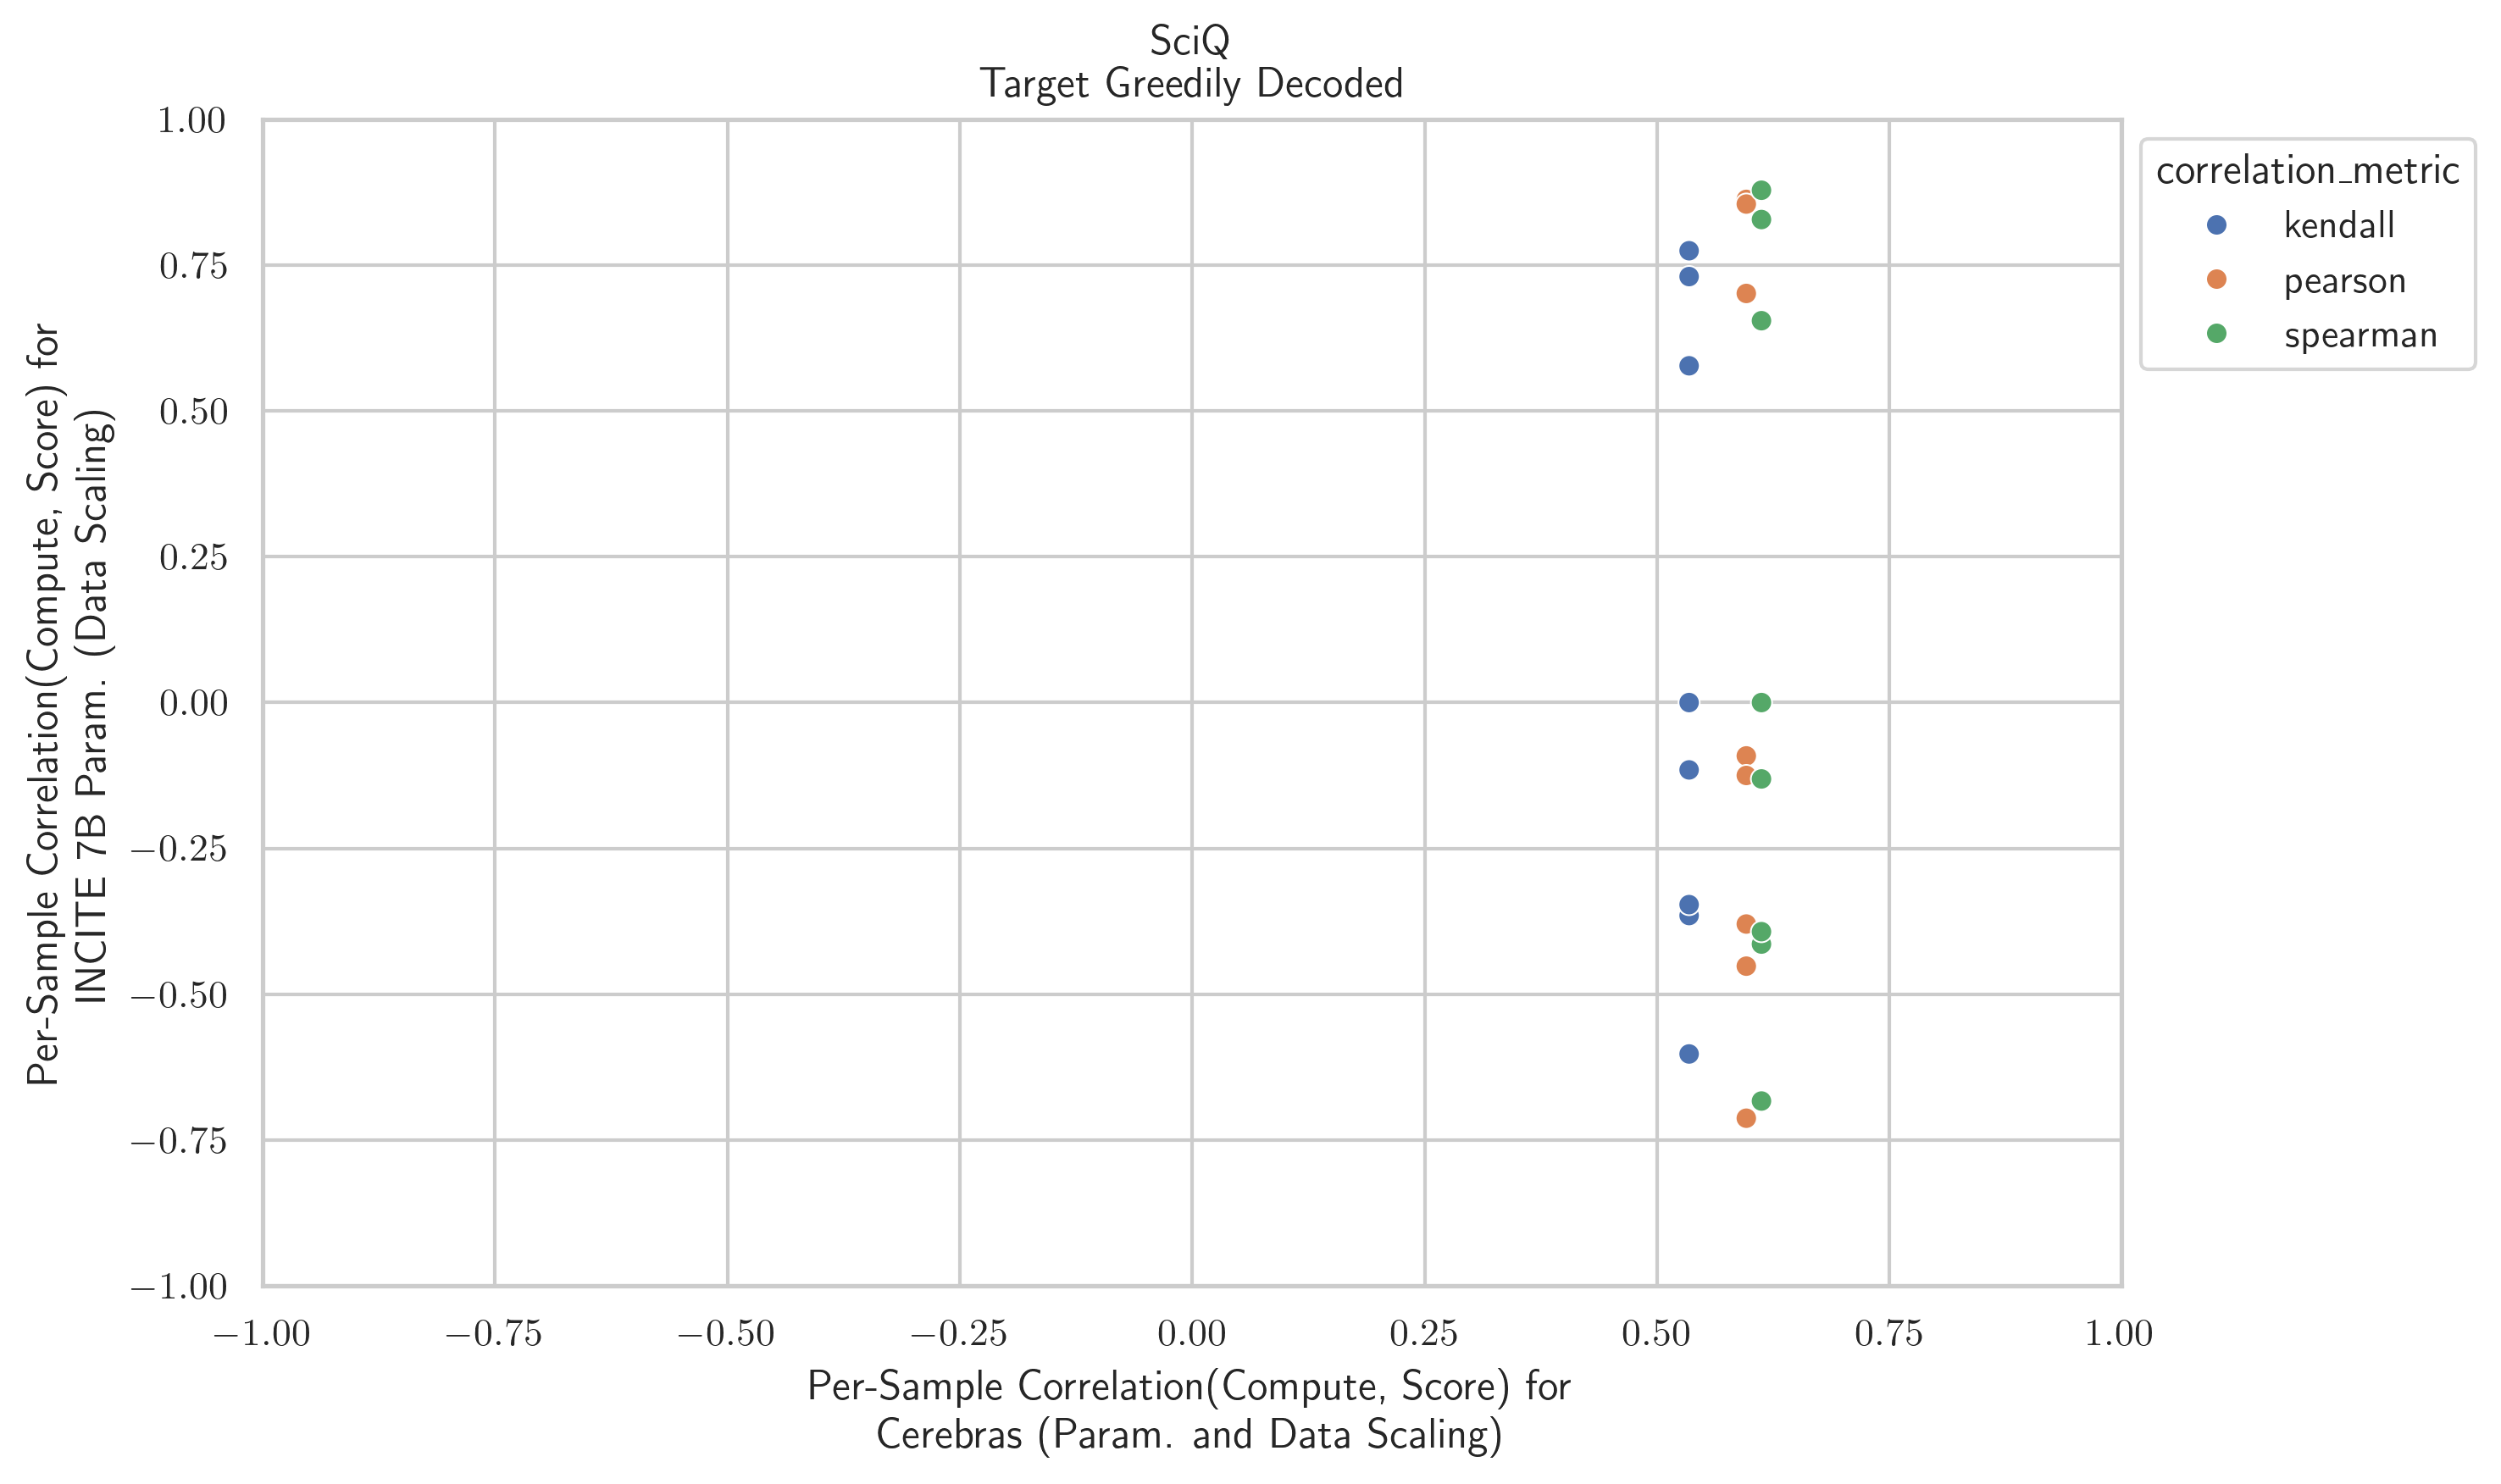 SciQ
Target Greedily Decoded
1.00
0.75
0.50
0.25
0.00
−0.25
−0.50
−0.75
−1.00
Per-Sample Correlation(Compute, Score) for
INCITE 7B Param. (Data Scaling)
correlation_metric
kendall
pearson
spearman
−1.00
−0.75
−0.50
−0.25
0.00
0.25
0.50
0.75
1.00
Per-Sample Correlation(Compute, Score) for
Cerebras (Param. and Data Scaling)